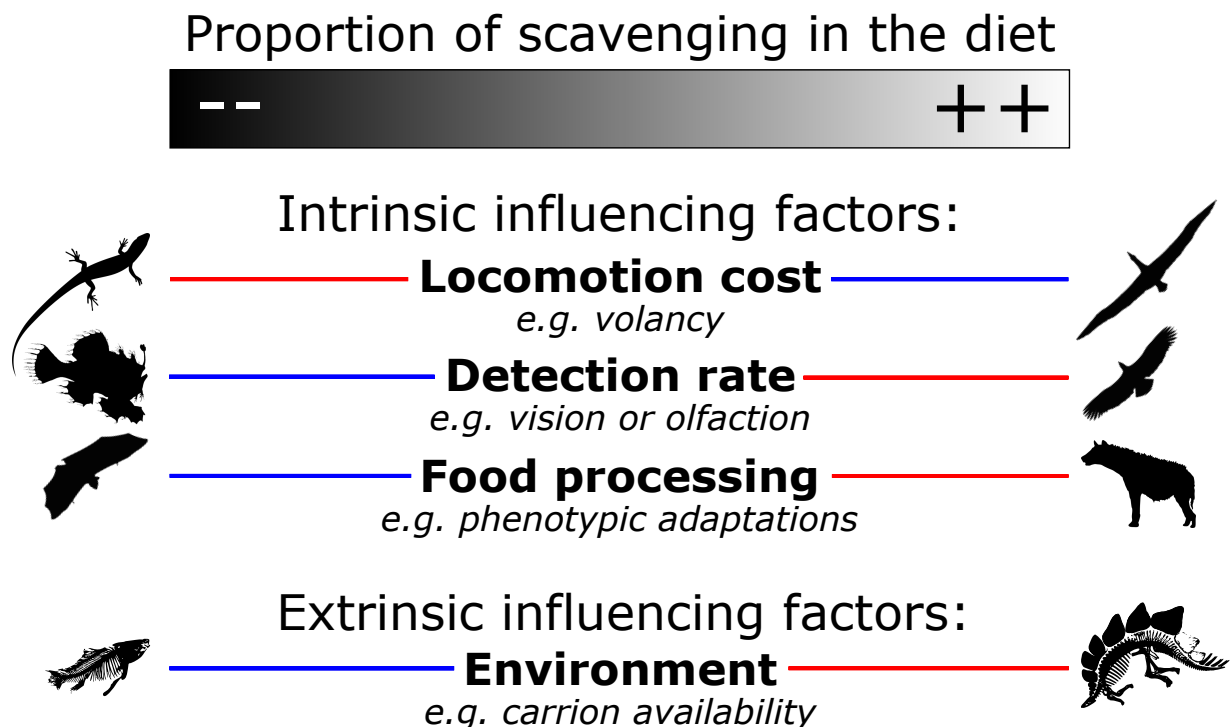 Proportion of scavenging in the diet
-- ++
Intrinsic influencing factors:
Locomotion cost
e.g. volancy
Detection rate
e.g. vision or olfaction
Food processing
e.g. phenotypic adaptations
Extrinsic influencing factors:
Environment
e.g. carrion availability